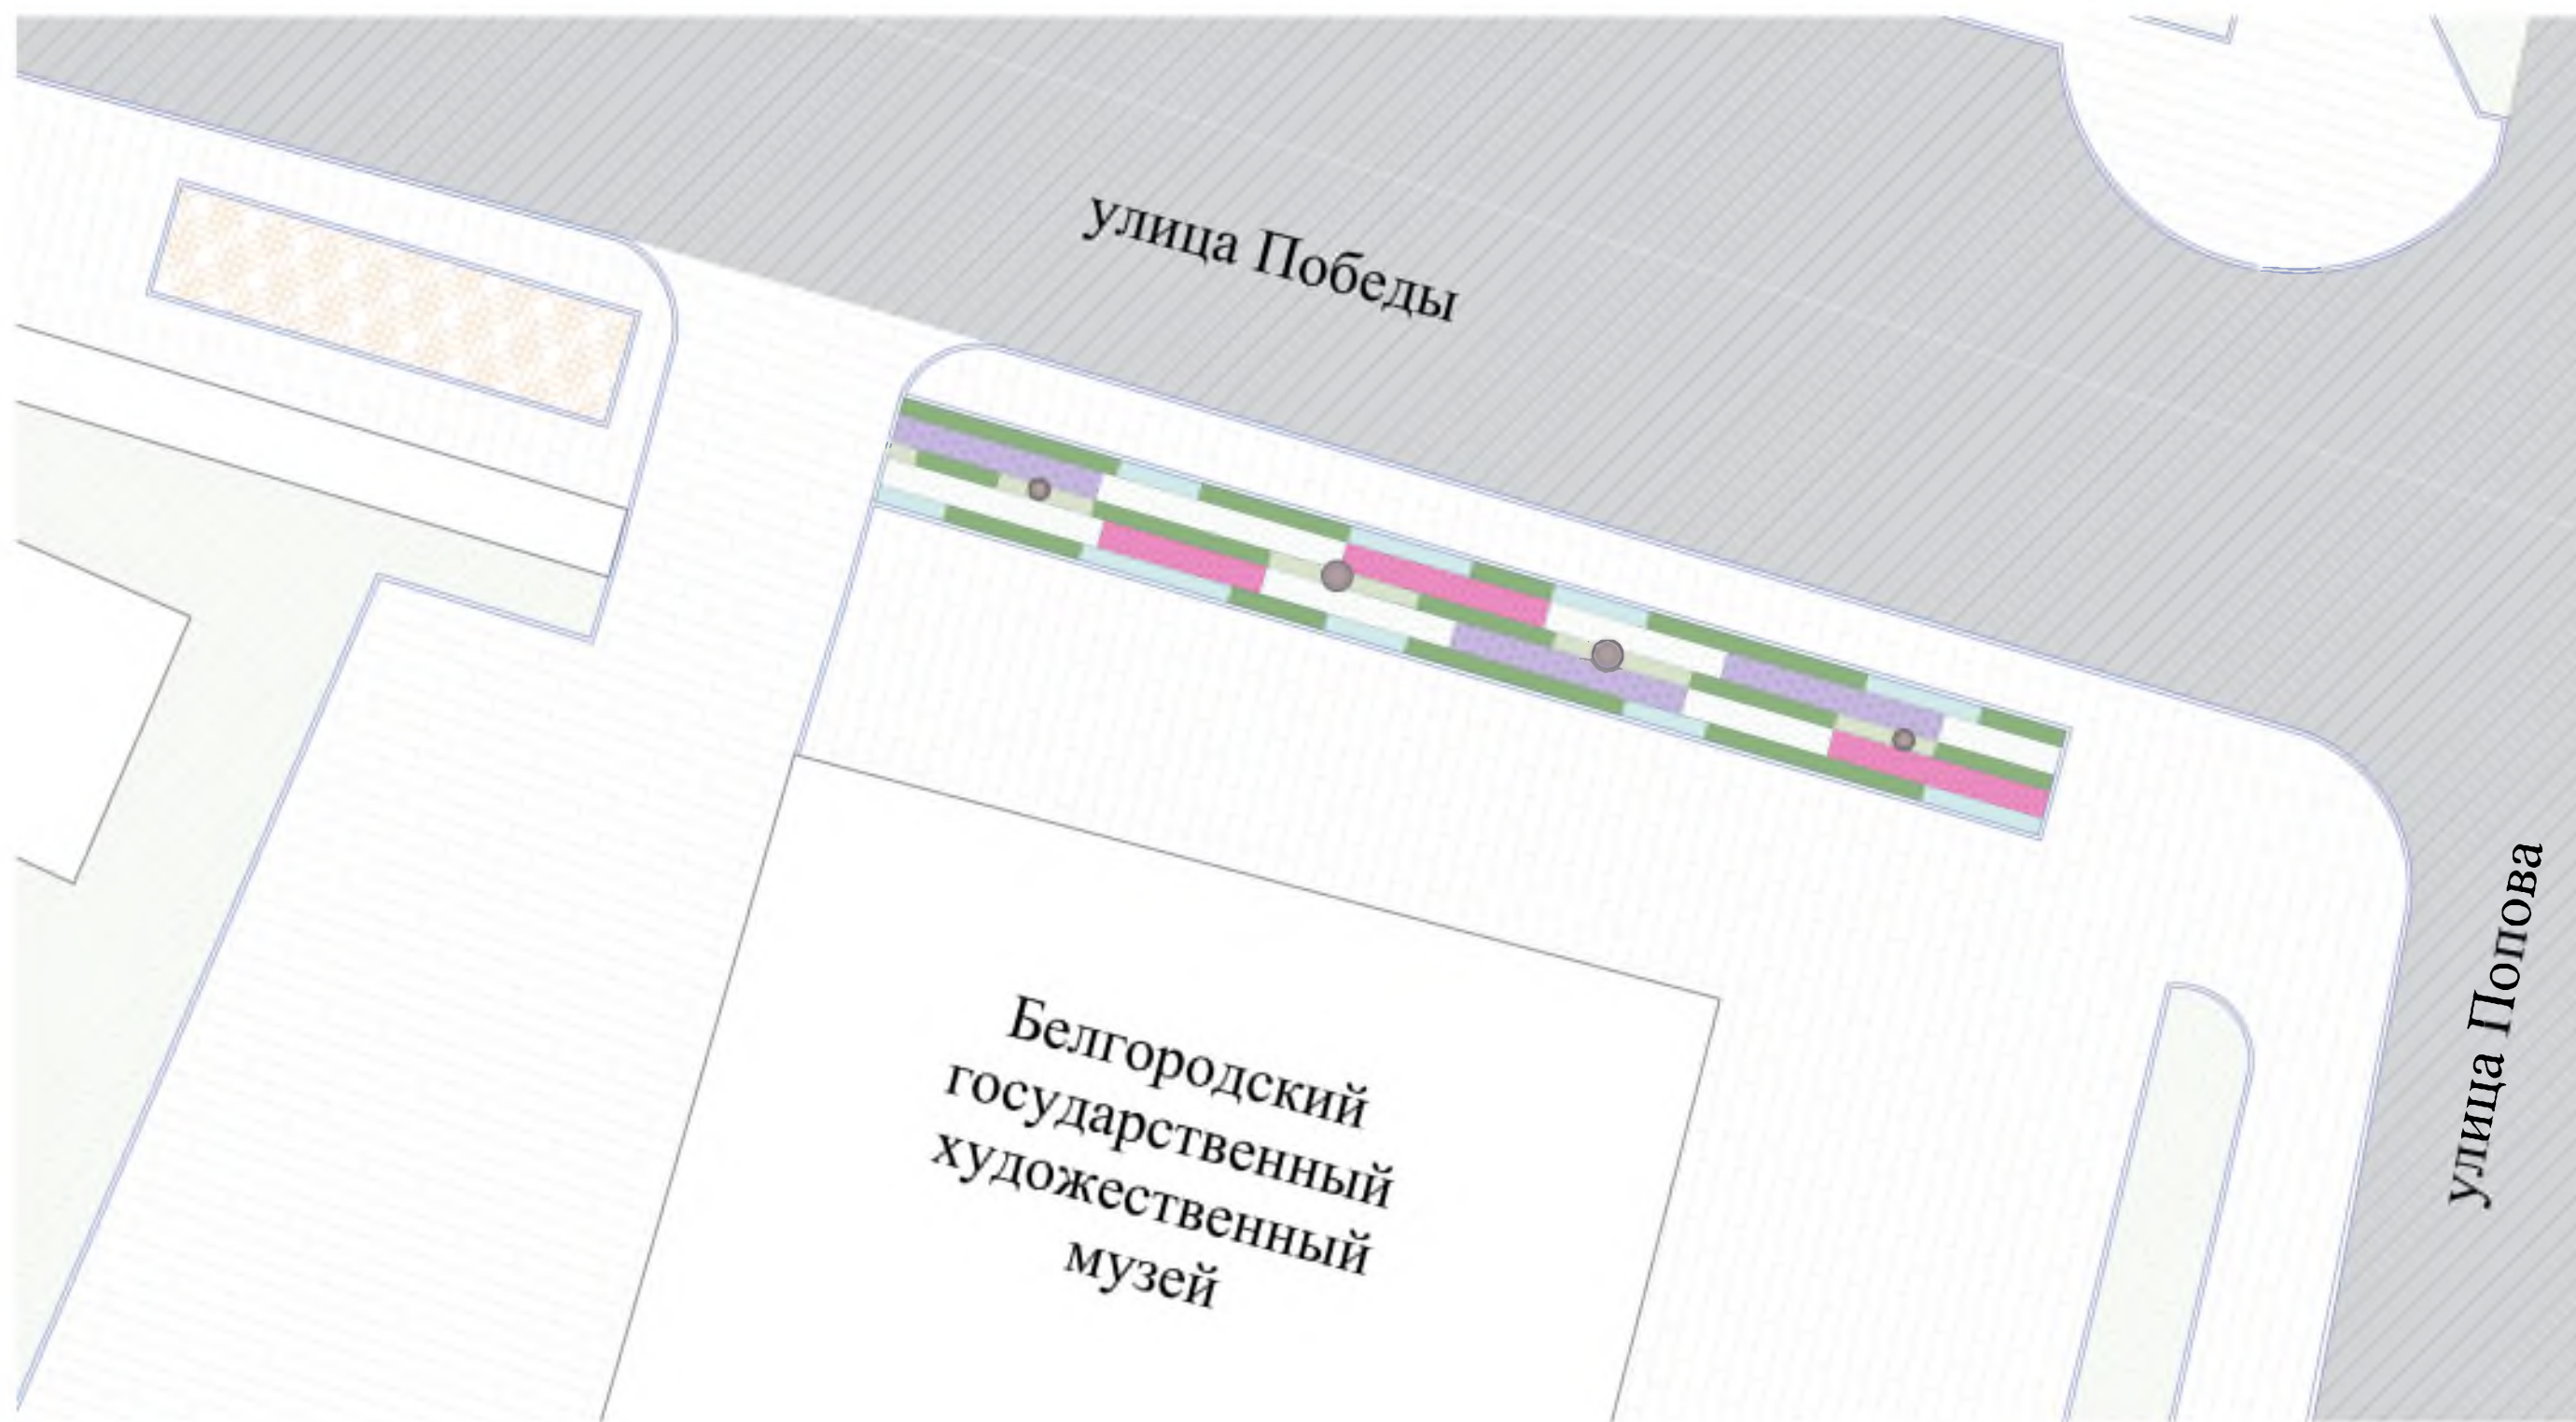 улица Победы
улица Попова
Белгородский
государственный
художественный
музей